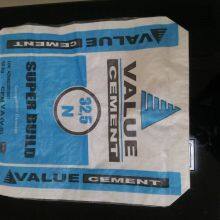 VALUE
CEMENT
VALUE
CEMENT
32.5
N
SUPER BUILD
VALUE
CEMENT